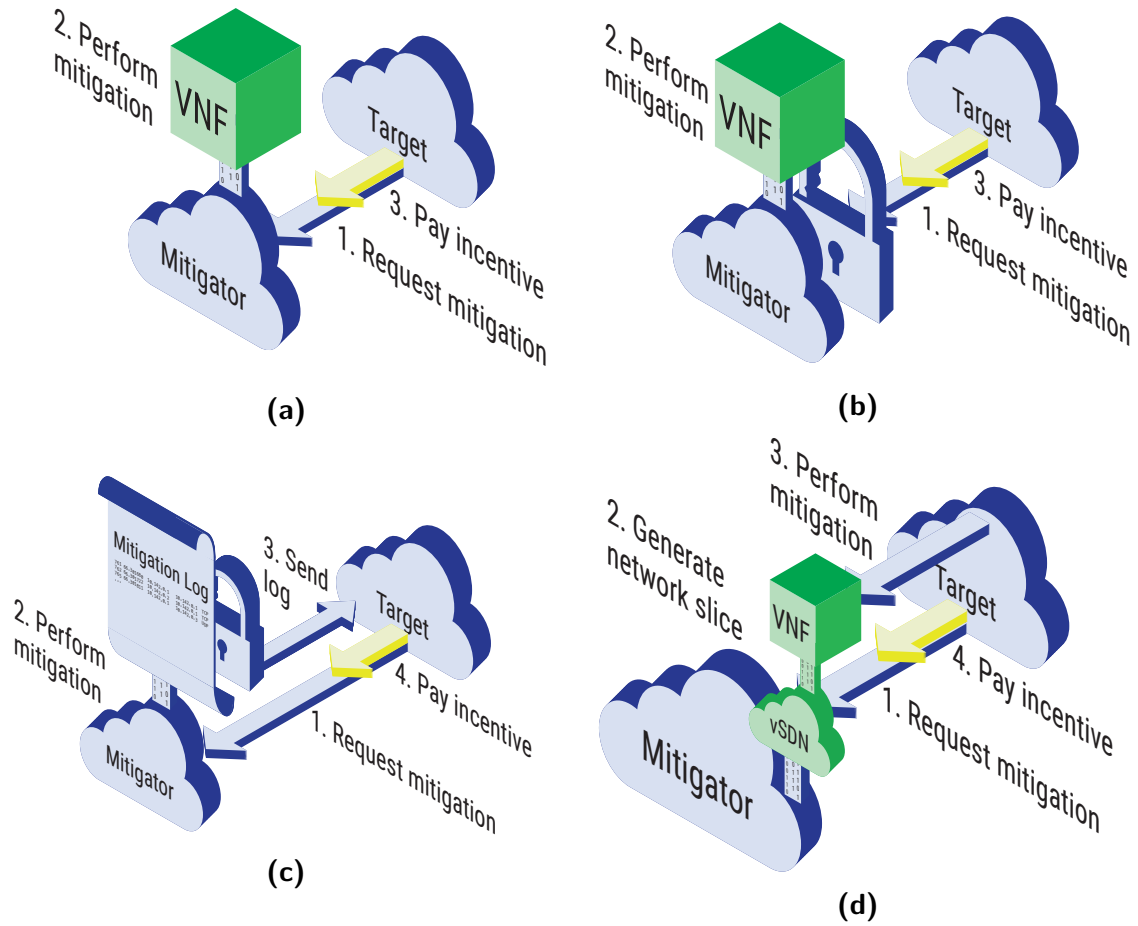 2. Perform
mitigation
VNF
Target
Mitigator
3. Pay incentive
1. Request mitigation
(a)
2. Perform
mitigation
VNF
Target
Mitigator
3. Pay incentive
1. Request mitigation
(b)
Mitigation Log
3. Send
log
2. Perform
mitigation
Target
Mitigator
4. Pay incentive
1. Request mitigation
(c)
3. Perform
mitigation
2. Generate
network slice
Target
VNF
vSDN
Mitigator
4. Pay incentive
1. Request mitigation
(d)